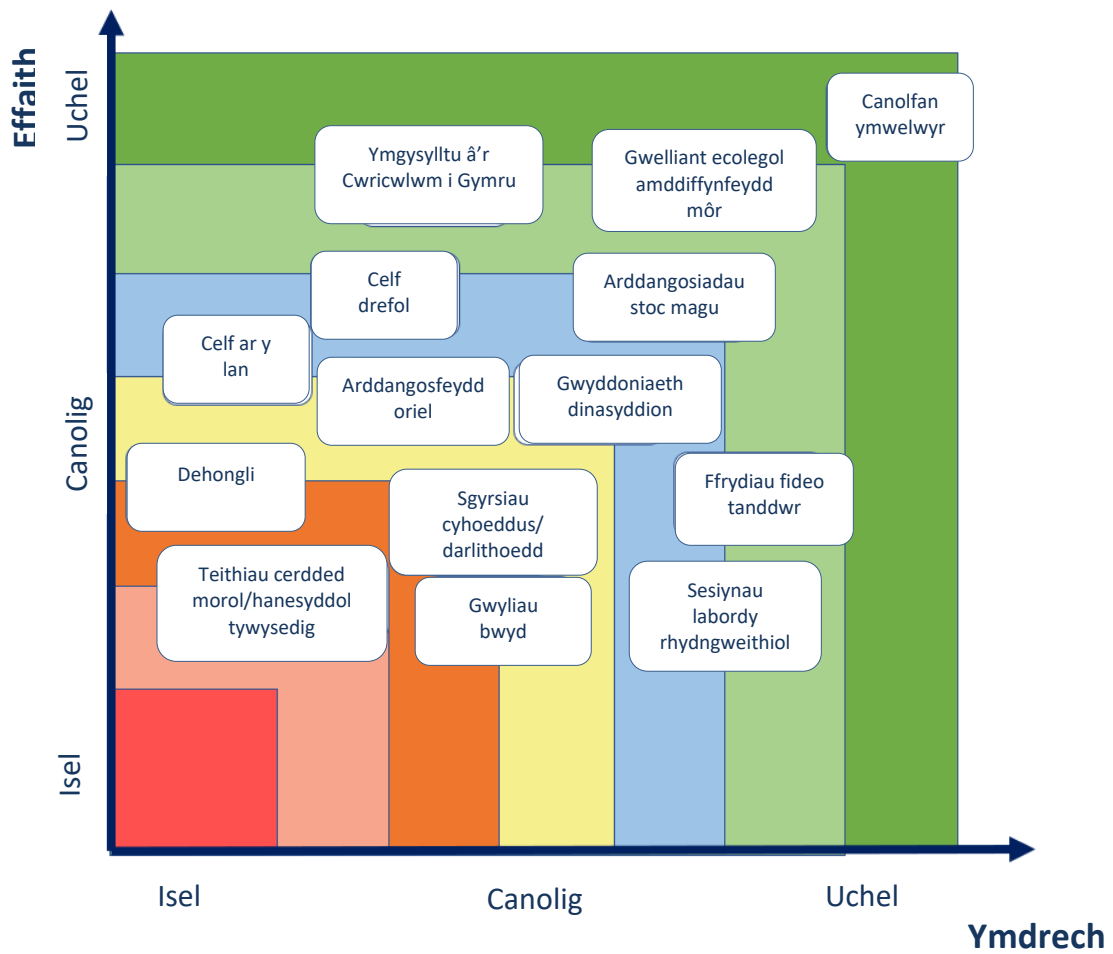 Effaith
Uchel
Canolig
Isel
Canolfan
ymwelwyr
Ymgysylltu â’r
Cwricwlwm i Gymru
Gwelliant ecolegol
amddiffynfeydd
môr
Celf
drefol
Arddangosiadau
stoc magu
Celf ar y
lan
Arddangosfeydd
oriel
Gwyddoniaeth
dinasyddion
Dehongli
Sgyrsiau
cyhoeddus/
darlithoedd
Ffrydiau fideo
tanddwr
Teithiau cerdded
morol/hanesyddol
tywysedig
Gwyliau
bwyd
Sesiynau
labordy
rhydngweithiol
Isel
Canolig
Uchel
Ymdrech